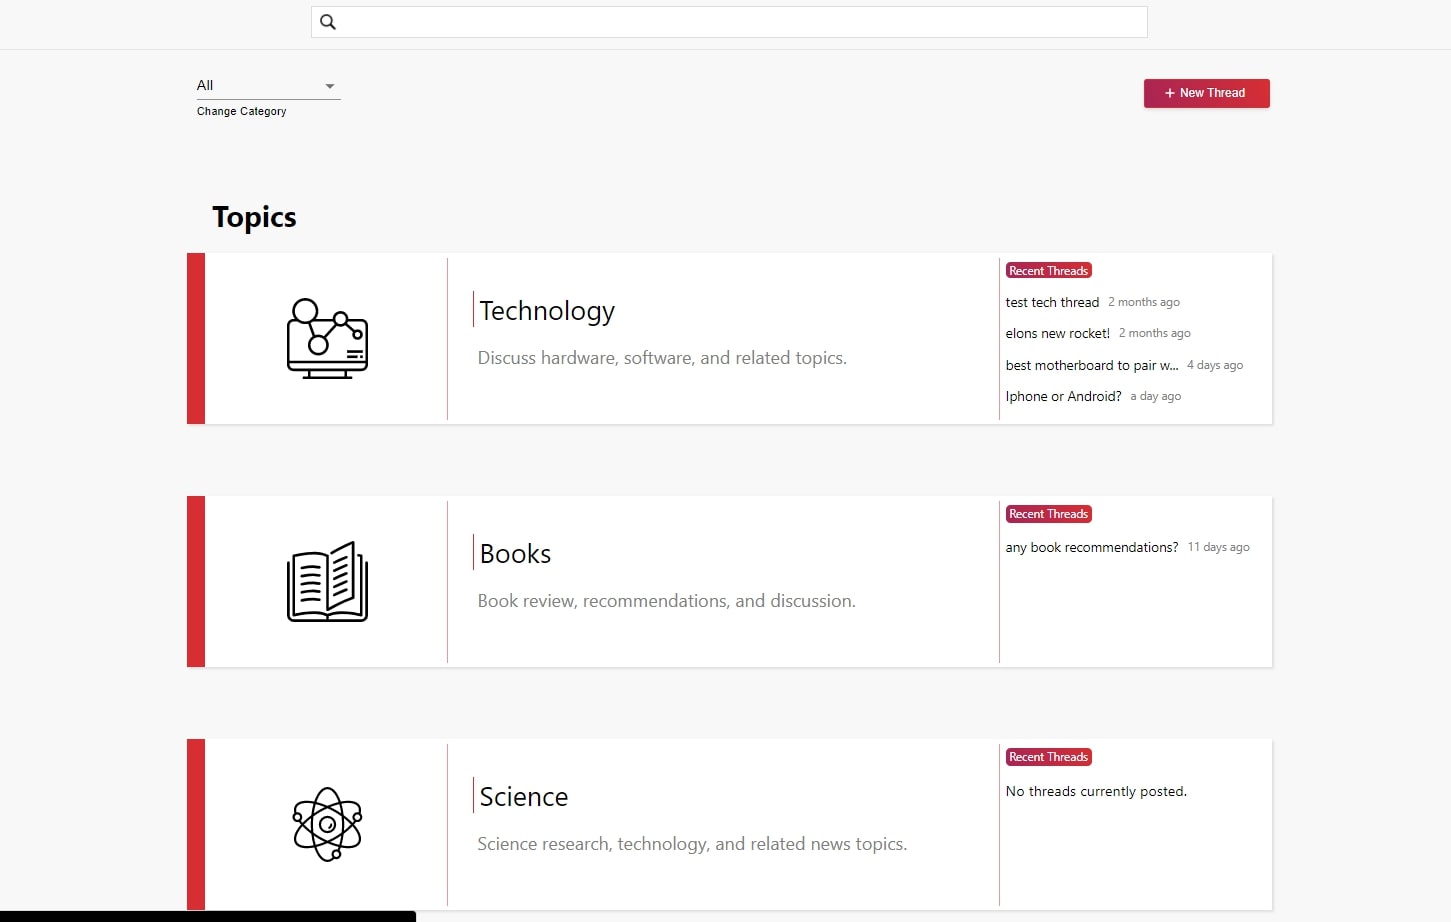 All
Change Category
+ New Thread
Topics
Technology
Discuss hardware, software, and related topics.
Recent Threads
test tech thread 2 months ago
elons new rocket! 2 months ago
best motherboard to pair w... 4 days ago
Iphone or Android? a day ago
Books
Book review, recommendations, and discussion.
Recent Threads
any book recommendations? 11 days ago
Science
Science research, technology, and related news topics.
Recent Threads
No threads currently posted.